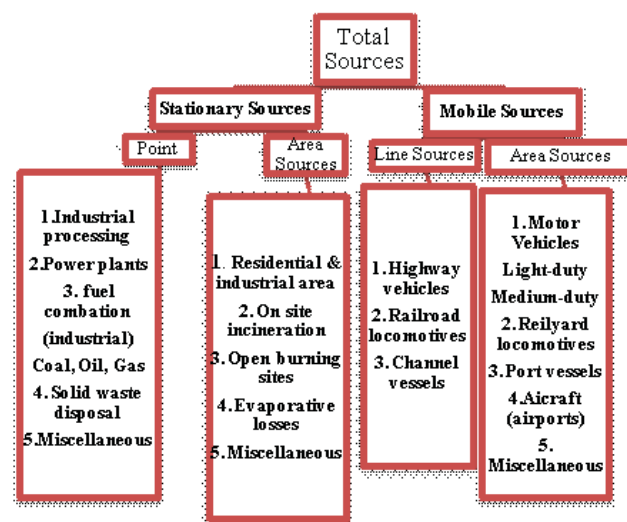 Total
Sources
Stationary Sources
Mobile Sources
Point
Area
Sources
Line Sources
Area Sources
1.Industrial
processing
2.Power plants
3. fuel
combation
(industrial)
Coal, Oil, Gas
4.Solid waste
disposal
5.Miscellaneous
1. Residential &
industrial area
2.On site
incineration
3.Open burning
sites
4.Evaporative
losses
5.Miscellaneous
1.Highway
vehicles
2.Railroad
locomotives
3.Channel
vessels
1.Motor
Vehicles
Light-duty
Medium-duty
2.Reilyard
locomotives
3.Port vessels
4.Aicraft
(airports)
5.
Miscellaneous